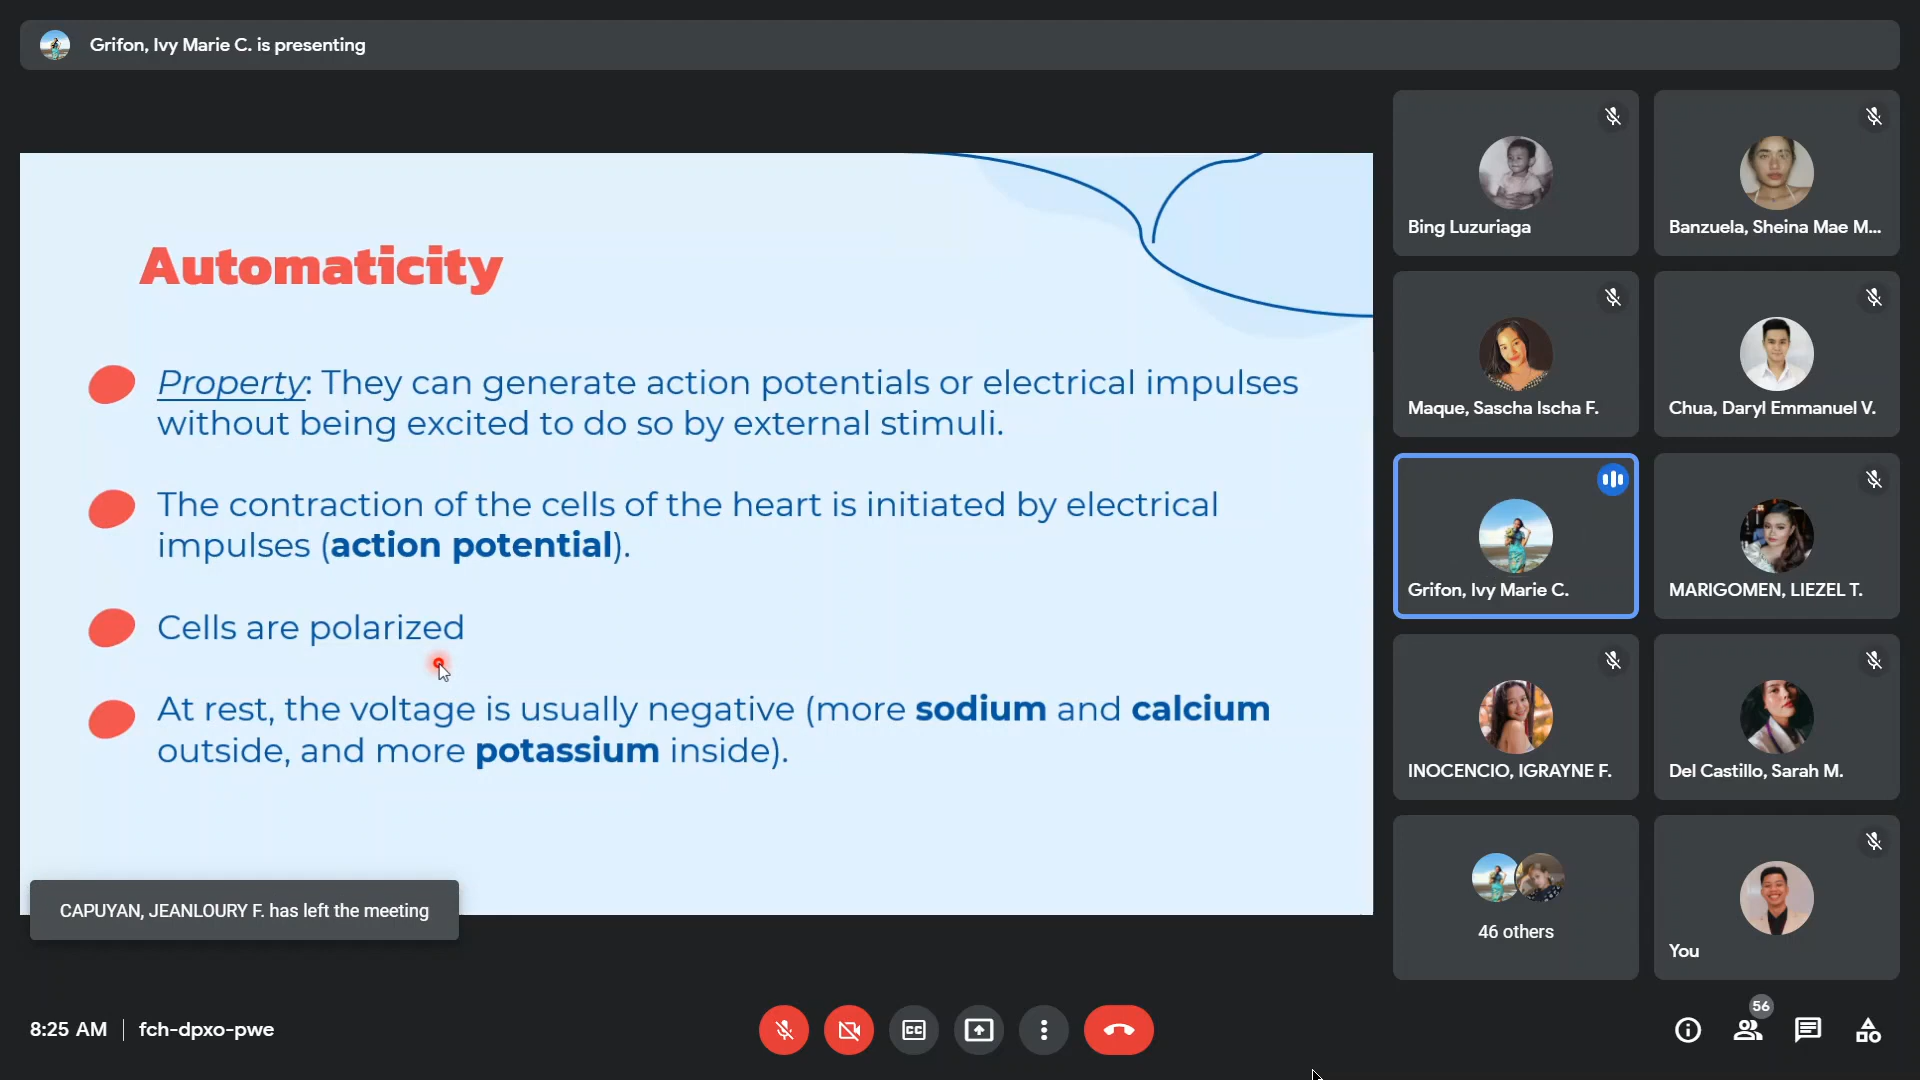 Grifon, Ivy Marie C. is presenting
Automaticity
Property: They can generate action potentials or electrical impulses
without being excited to do so by external stimuli.
The contraction of the cells of the heart is initiated by electrical
impulses (action potential).
Cells are polarized
At rest, the voltage is usually negative (more sodium and calcium
outside, and more potassium inside).
CAPUYAN, JEANLOURY F. has left the meeting
Bing Luzuriaga
Banzuela, Sheina Mae M...
Maque, Sascha Ischa F.
Chua, Daryl Emmanuel V.
Grifon, Ivy Marie C.
MARIGOMEN, LIEZEL T.
INOCENCIO, IGRAYNE F.
Del Castillo, Sarah M.
46 others
You
8:25 AM | fch-dpxo-pwe
CC
56